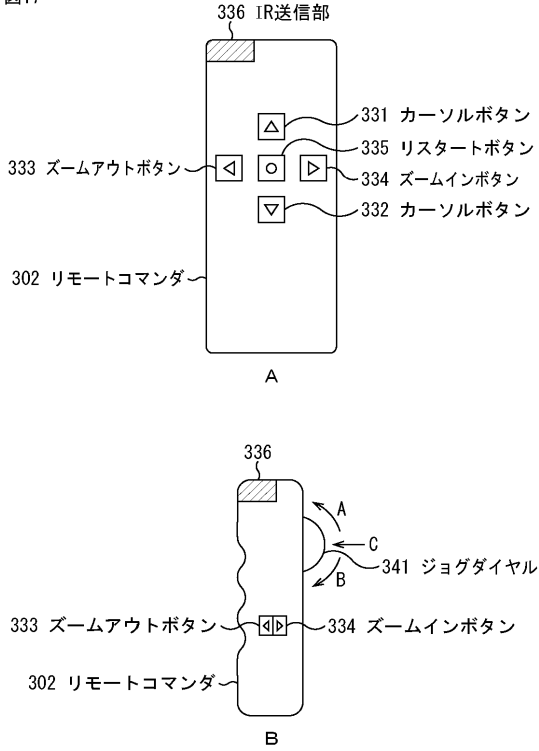 336 IR送信部
331 カーソルボタン
335 リスタートボタン
333 ズームアウトボタン
334 ズームインボタン
332 カーソルボタン
302 リモートコマンダ
A
336
A
C
B
341 ジョグダイヤル
333 ズームアウトボタン
334 ズームインボタン
302 リモートコマンダ
B